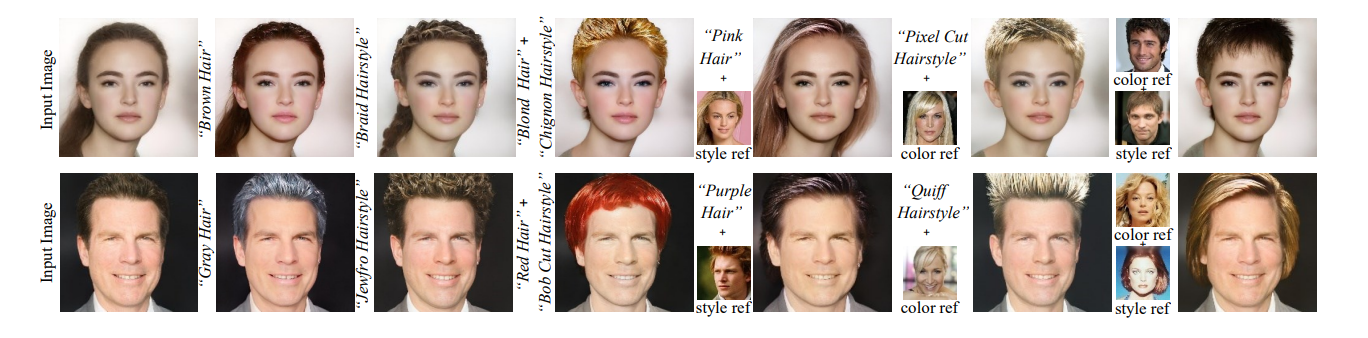 Input Image
“Brown Hair”
“Braid Hairstyle”
“Blond Hair” +
“Chignon Hairstyle”
“Pink
Hair”
+
style ref
“Pixel Cut
Hairstyle”
+
color ref
color ref
+
style ref
Input Image
“Gray Hair”
“Jewfro Hairstyle”
“Red Hair” +
“Bob Cut Hairstyle”
“Purple
Hair”
+
style ref
“Quiff
Hairstyle”
+
color ref
color ref
+
style ref